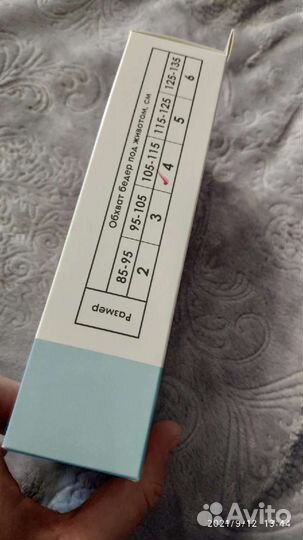 Обхват бедер под животом, см
85-95 95-105 105-115 115-125 125-135
Размер 2 3 4 5 6
2021/9/12 13:44
Avito